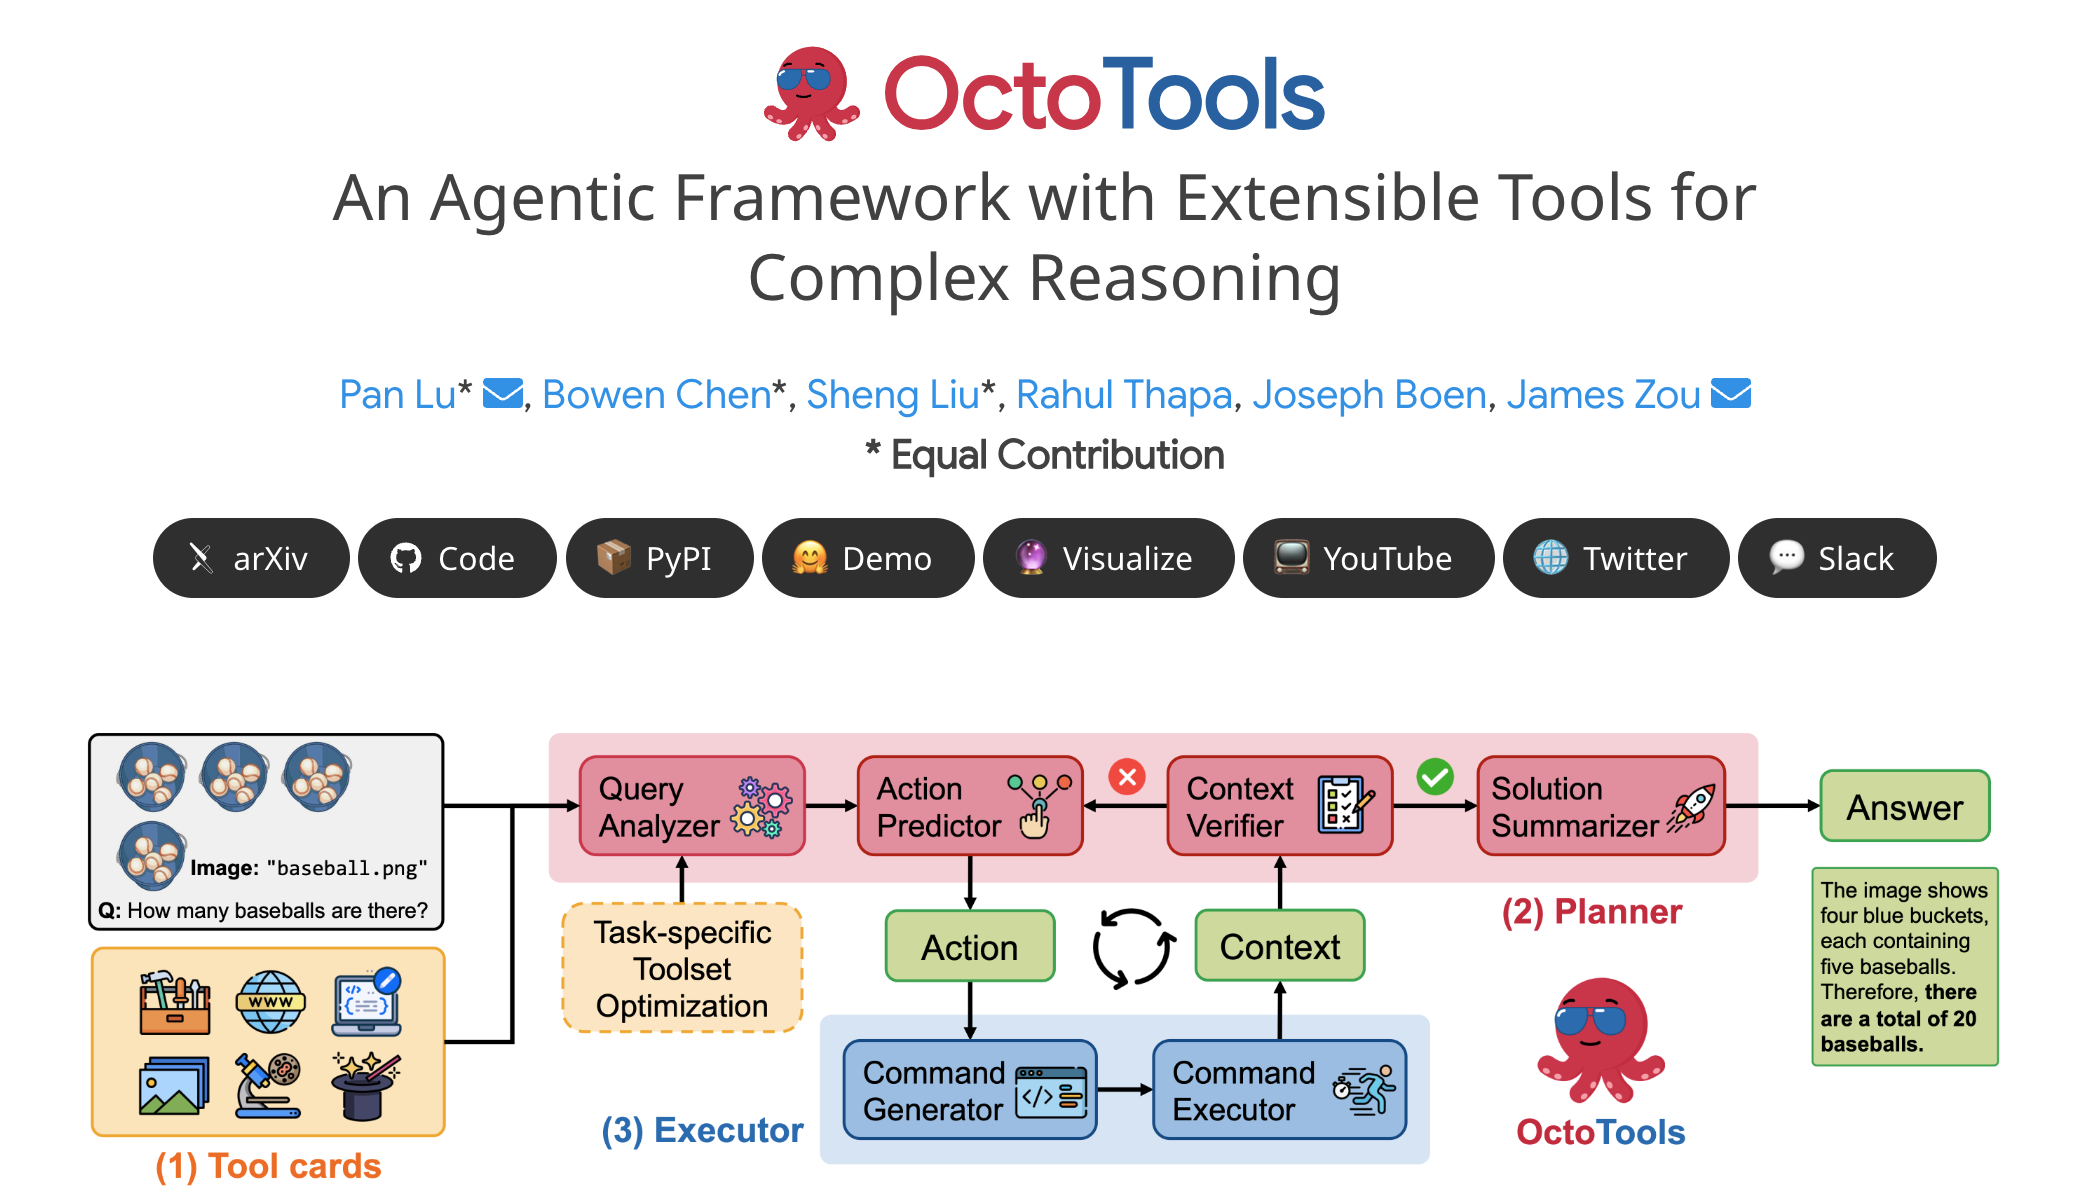 OctoTools
An Agentic Framework with Extensible Tools for
Complex Reasoning
Pan Lu* , Bowen Chen*, Sheng Liu*, Rahul Thapa, Joseph Boen, James Zou
* Equal Contribution
arXiv
Code
PyPI
Demo
Visualize
YouTube
Twitter
Slack
Image: "baseball.png"
Q: How many baseballs are there?
WWW
(1) Tool cards
Query
Analyzer
Action
Predictor
Context
Verifier
Solution
Summarizer
(2) Planner
Task-specific
Toolset
Optimization
Action
Context
Command
Generator
Command
Executor
(3) Executor
Answer
The image shows
four blue buckets,
each containing
five baseballs.
Therefore, there
are a total of 20
baseballs.
OctoTools